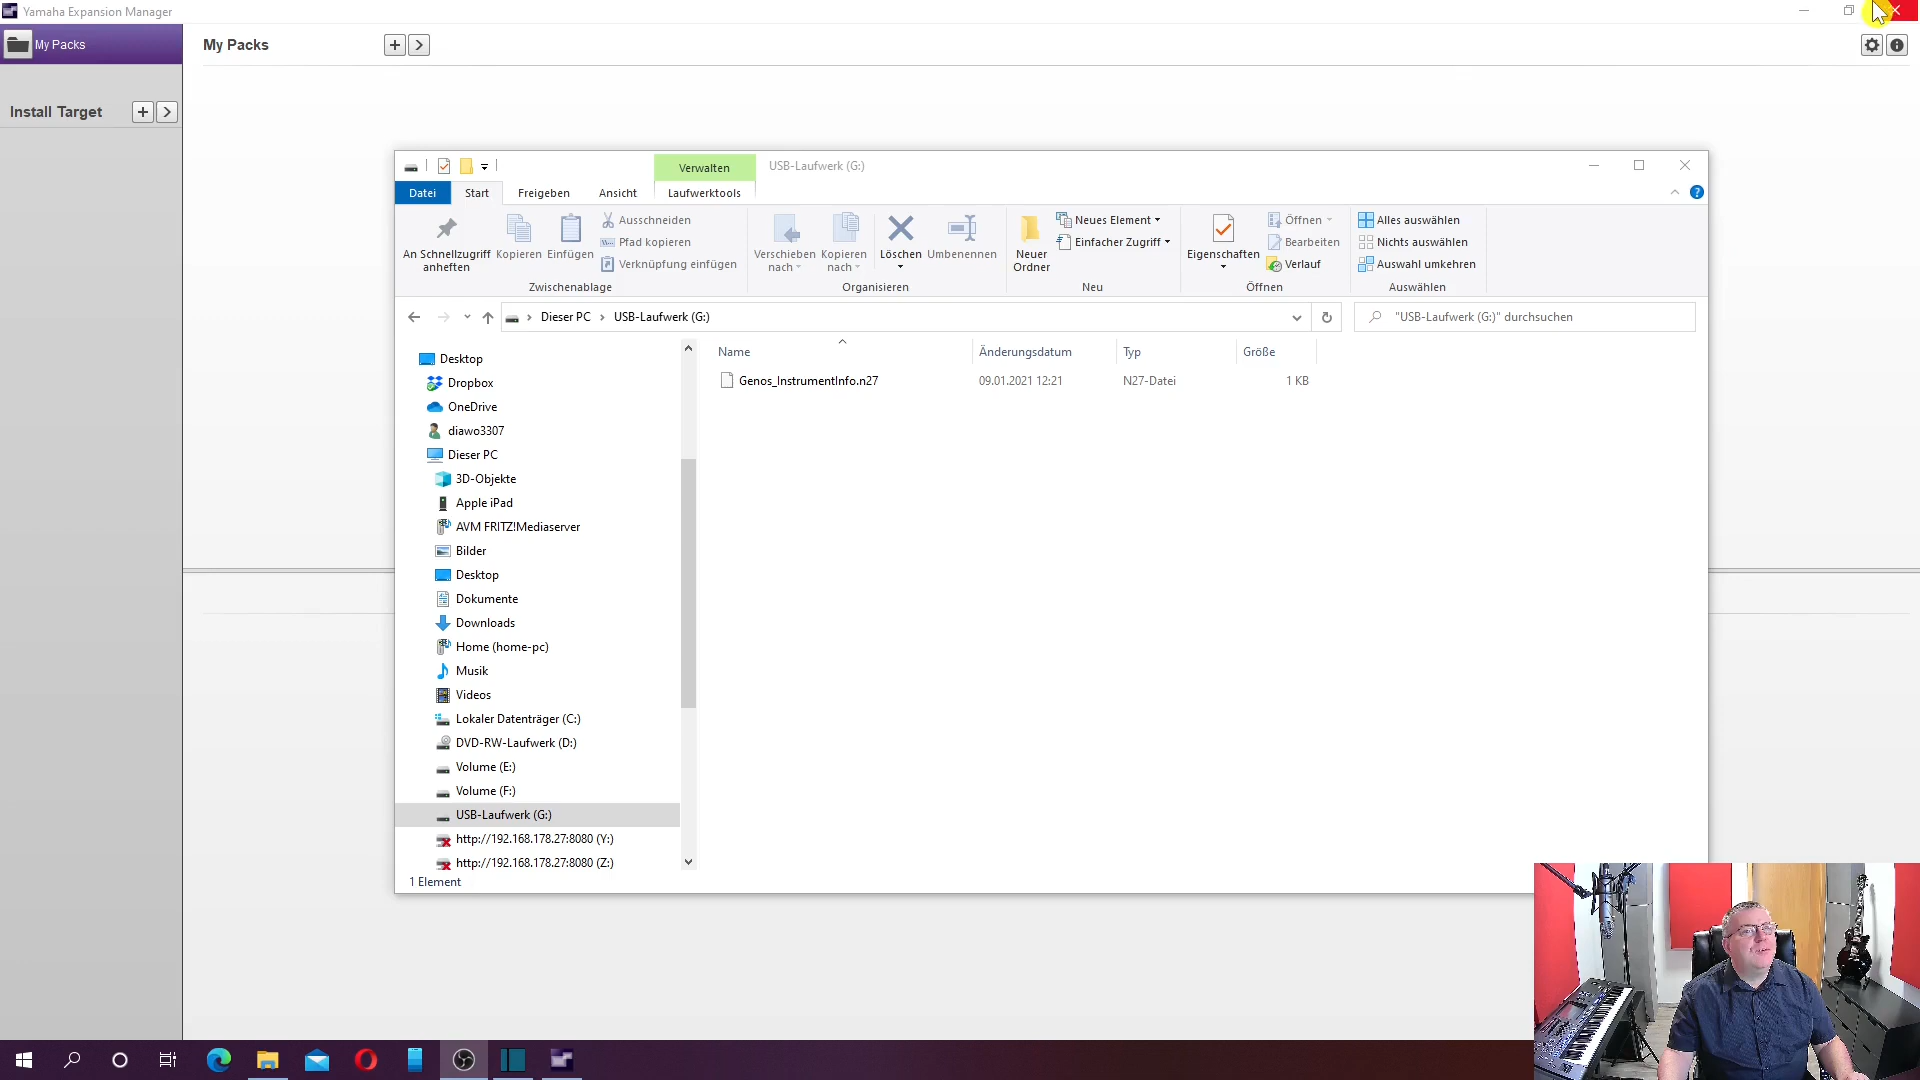 Yamaha Expansion Manager
My Packs
My Packs
Install Target
Verwalten
USB-Laufwerk (G:)
Datei
Start
Freigeben
Ansicht
Laufwerktools
An Schnellzugriff anheften
Kopieren
Einfügen
Ausschneiden
Pfad kopieren
Verknüpfung einfügen
Zwischenablage
Verschieben nach
Kopieren nach
Löschen
Umbenennen
Organisieren
Neuer Ordner
Neues Element
Einfacher Zugriff
Neu
Eigenschaften
Öffnen
Bearbeiten
Verlauf
Öffnen
Alles auswählen
Nichts auswählen
Auswahl umkehren
Auswählen
Dieser PC
USB-Laufwerk (G:)
"USB-Laufwerk (G:)" durchsuchen
Name
Änderungsdatum
Typ
Größe
Genos_InstrumentInfo.n27
09.01.2021 12:21
N27-Datei
1 KB
Desktop
Dropbox
OneDrive
diawo3307
Dieser PC
3D-Objekte
Apple iPad
AVM FRITZ!Mediaserver
Bilder
Desktop
Dokumente
Downloads
Home (home-pc)
Musik
Videos
Lokaler Datenträger (C:)
DVD-RW-Laufwerk (D:)
Volume (E:)
Volume (F:)
USB-Laufwerk (G:)
http://192.168.178.27:8080 (Y:)
http://192.168.178.27:8080 (Z:)
1 Element